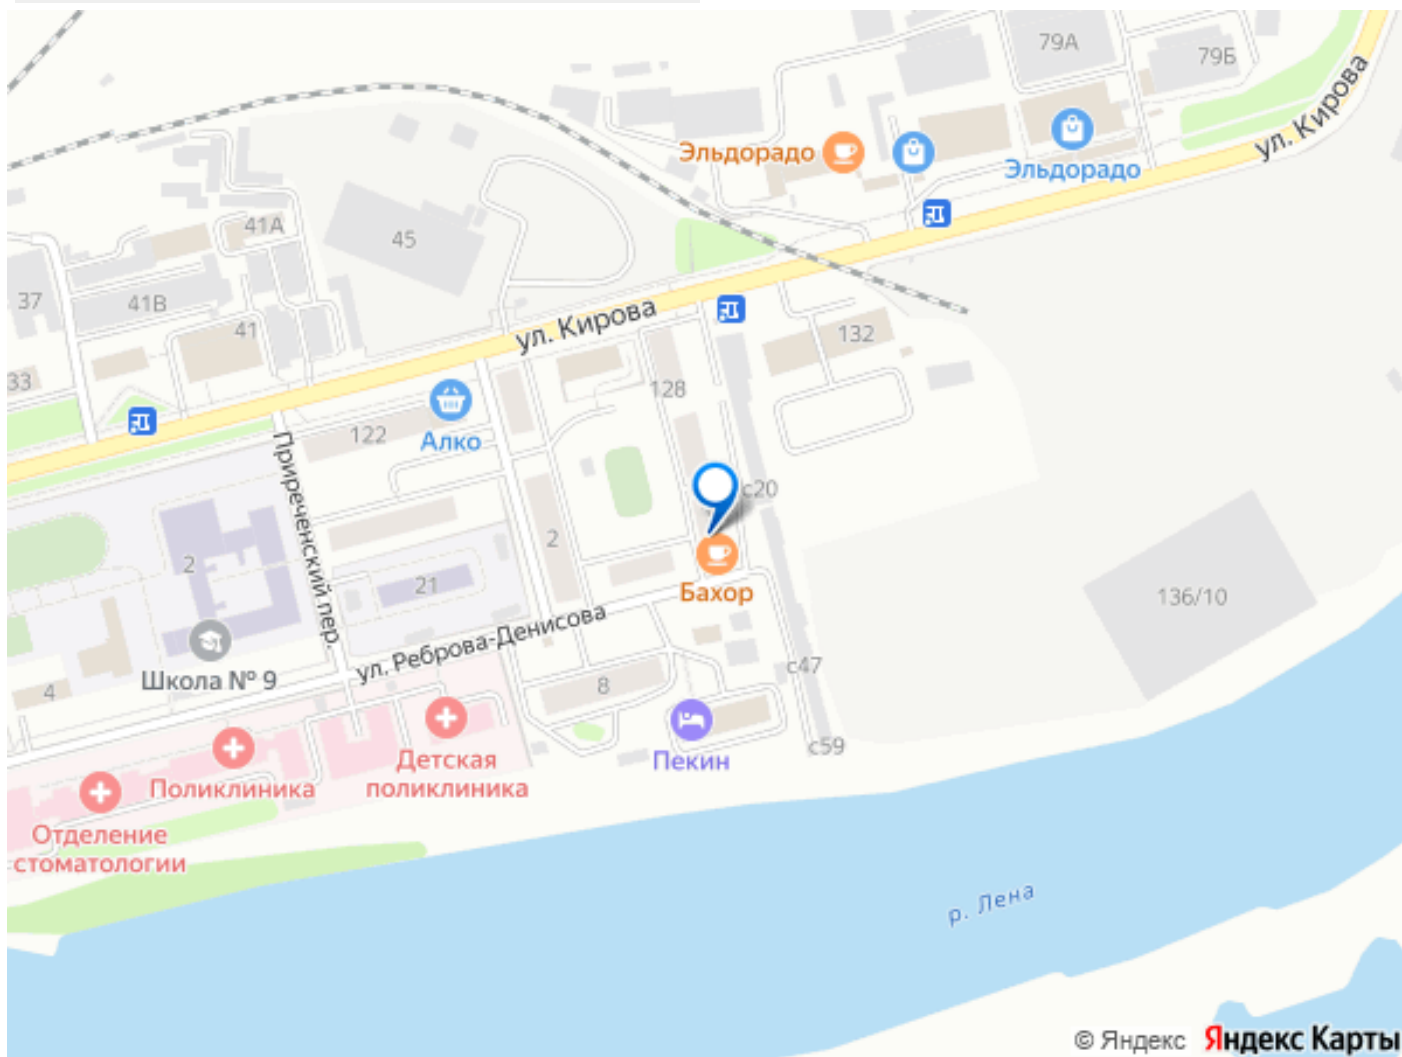 79А
79Б
ул. Кирова
Эльдорадо
Эльдорадо
41А
45
37
41В
41
ул. Кирова
132
33
128
122
Алко
Приреченский пер.
с20
2
2
21
Бахор
136/10
ул. Реброва-Денисова
Школа № 9
4
8
с47
Пекин
с59
Детская
поликлиника
Поликлиника
Отделение
стоматологии
р. Лена
© Яндекс Яндекс Карты